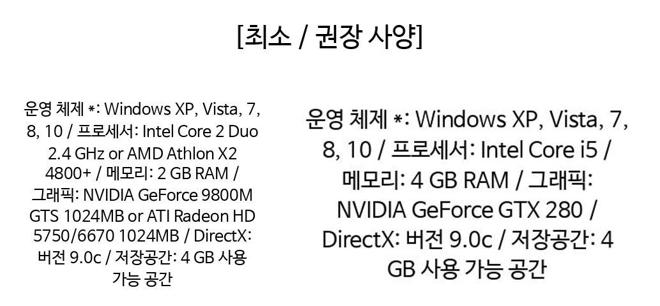 [최소 / 권장 사양]
운영 체제 *: Windows XP, Vista, 7,
8, 10 / 프로세서: Intel Core 2 Duo
2.4 GHz or AMD Athlon X2
4800+ / 메모리: 2 GB RAM /
그래픽: NVIDIA GeForce 9800M
GTS 1024MB or ATI Radeon HD
5750/6670 1024MB / DirectX:
버전 9.0c / 저장공간: 4 GB 사용
가능 공간
운영 체제 *: Windows XP, Vista, 7,
8, 10 / 프로세서: Intel Core i5 /
메모리: 4 GB RAM / 그래픽:
NVIDIA GeForce GTX 280 /
DirectX: 버전 9.0c / 저장공간: 4
GB 사용 가능 공간